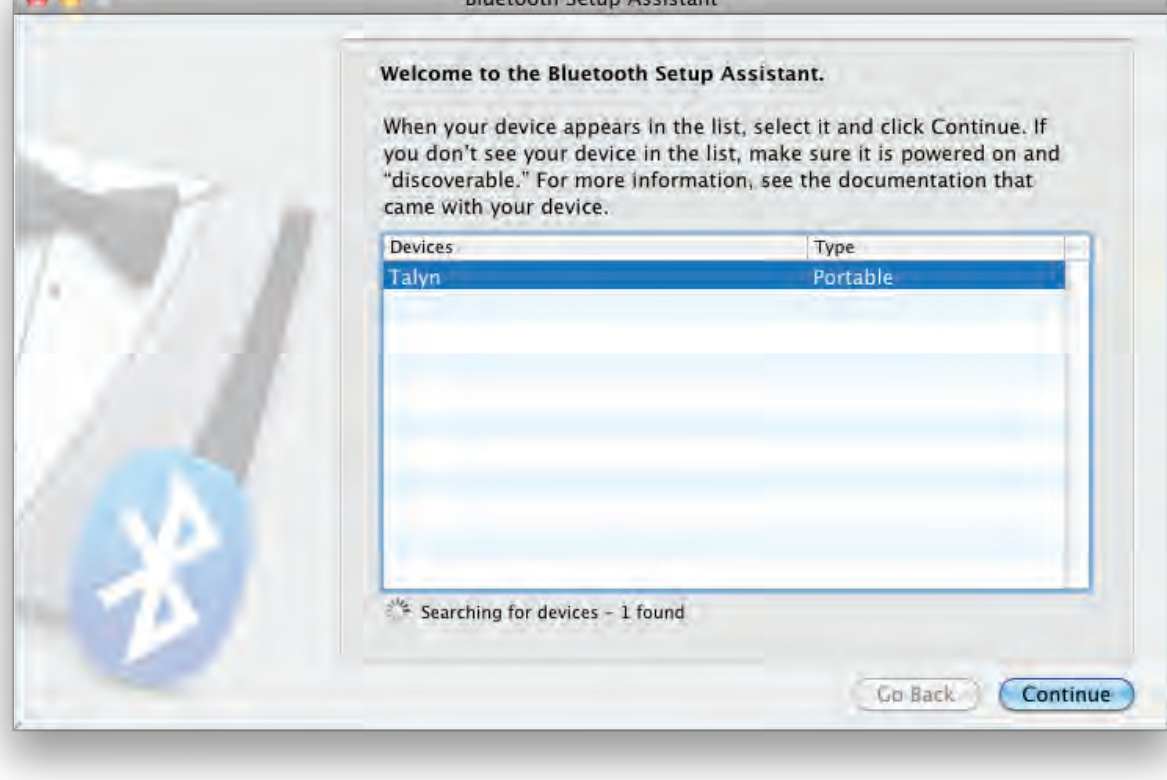 Bluetooth Setup Assistant
Welcome to the Bluetooth Setup Assistant.
When your device appears in the list, select it and click Continue. If
you don't see your device in the list, make sure it is powered on and
“discoverable.” For more information, see the documentation that
came with your device.
Devices Type
Talyn Portable
Searching for devices – 1 found
Go Back Continue